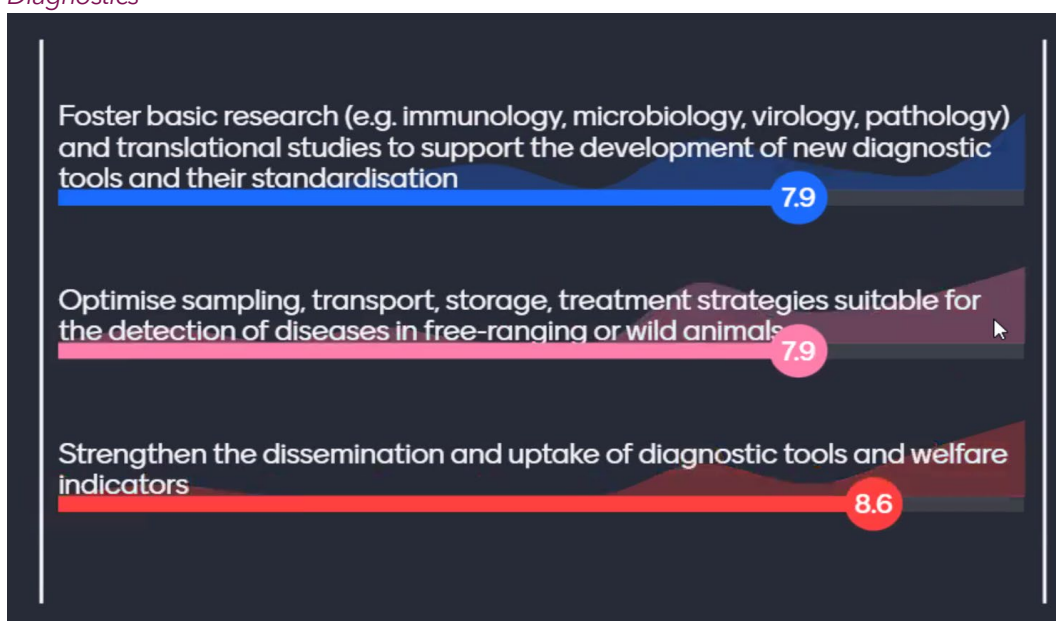 Diagnostics
Foster basic research (e.g. immunology, microbiology, virology, pathology)
and translational studies to support the development of new diagnostic
tools and their standardisation
7.9
Optimise sampling, transport, storage, treatment strategies suitable for
the detection of diseases in free-ranging or wild animals
7.9
Strengthen the dissemination and uptake of diagnostic tools and welfare
indicators
8.6